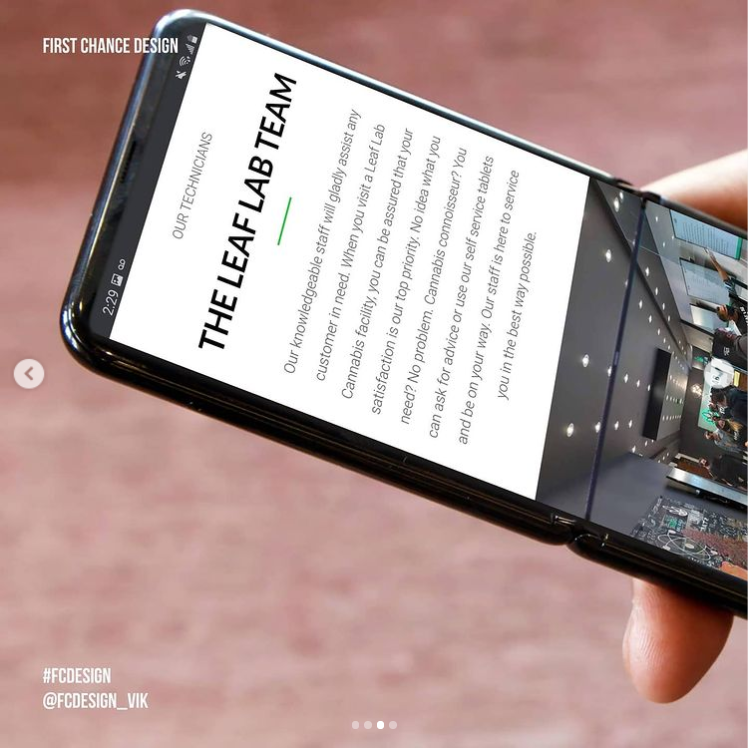 FIRST CHANCE DESIGN
2:29
OUR TECHNICIANS
THE LEAF LAB TEAM
Our knowledgeable staff will gladly assist any
customer in need. When you visit a Leaf Lab
Cannabis facility, you can be assured that your
satisfaction is our top priority. No idea what you
need? No problem. Cannabis connoisseur? You
can ask for advice or use our self service tablets
and be on your way. Our staff is here to service
you in the best way possible.
#FCDESIGN
@FCDESIGN_VIK